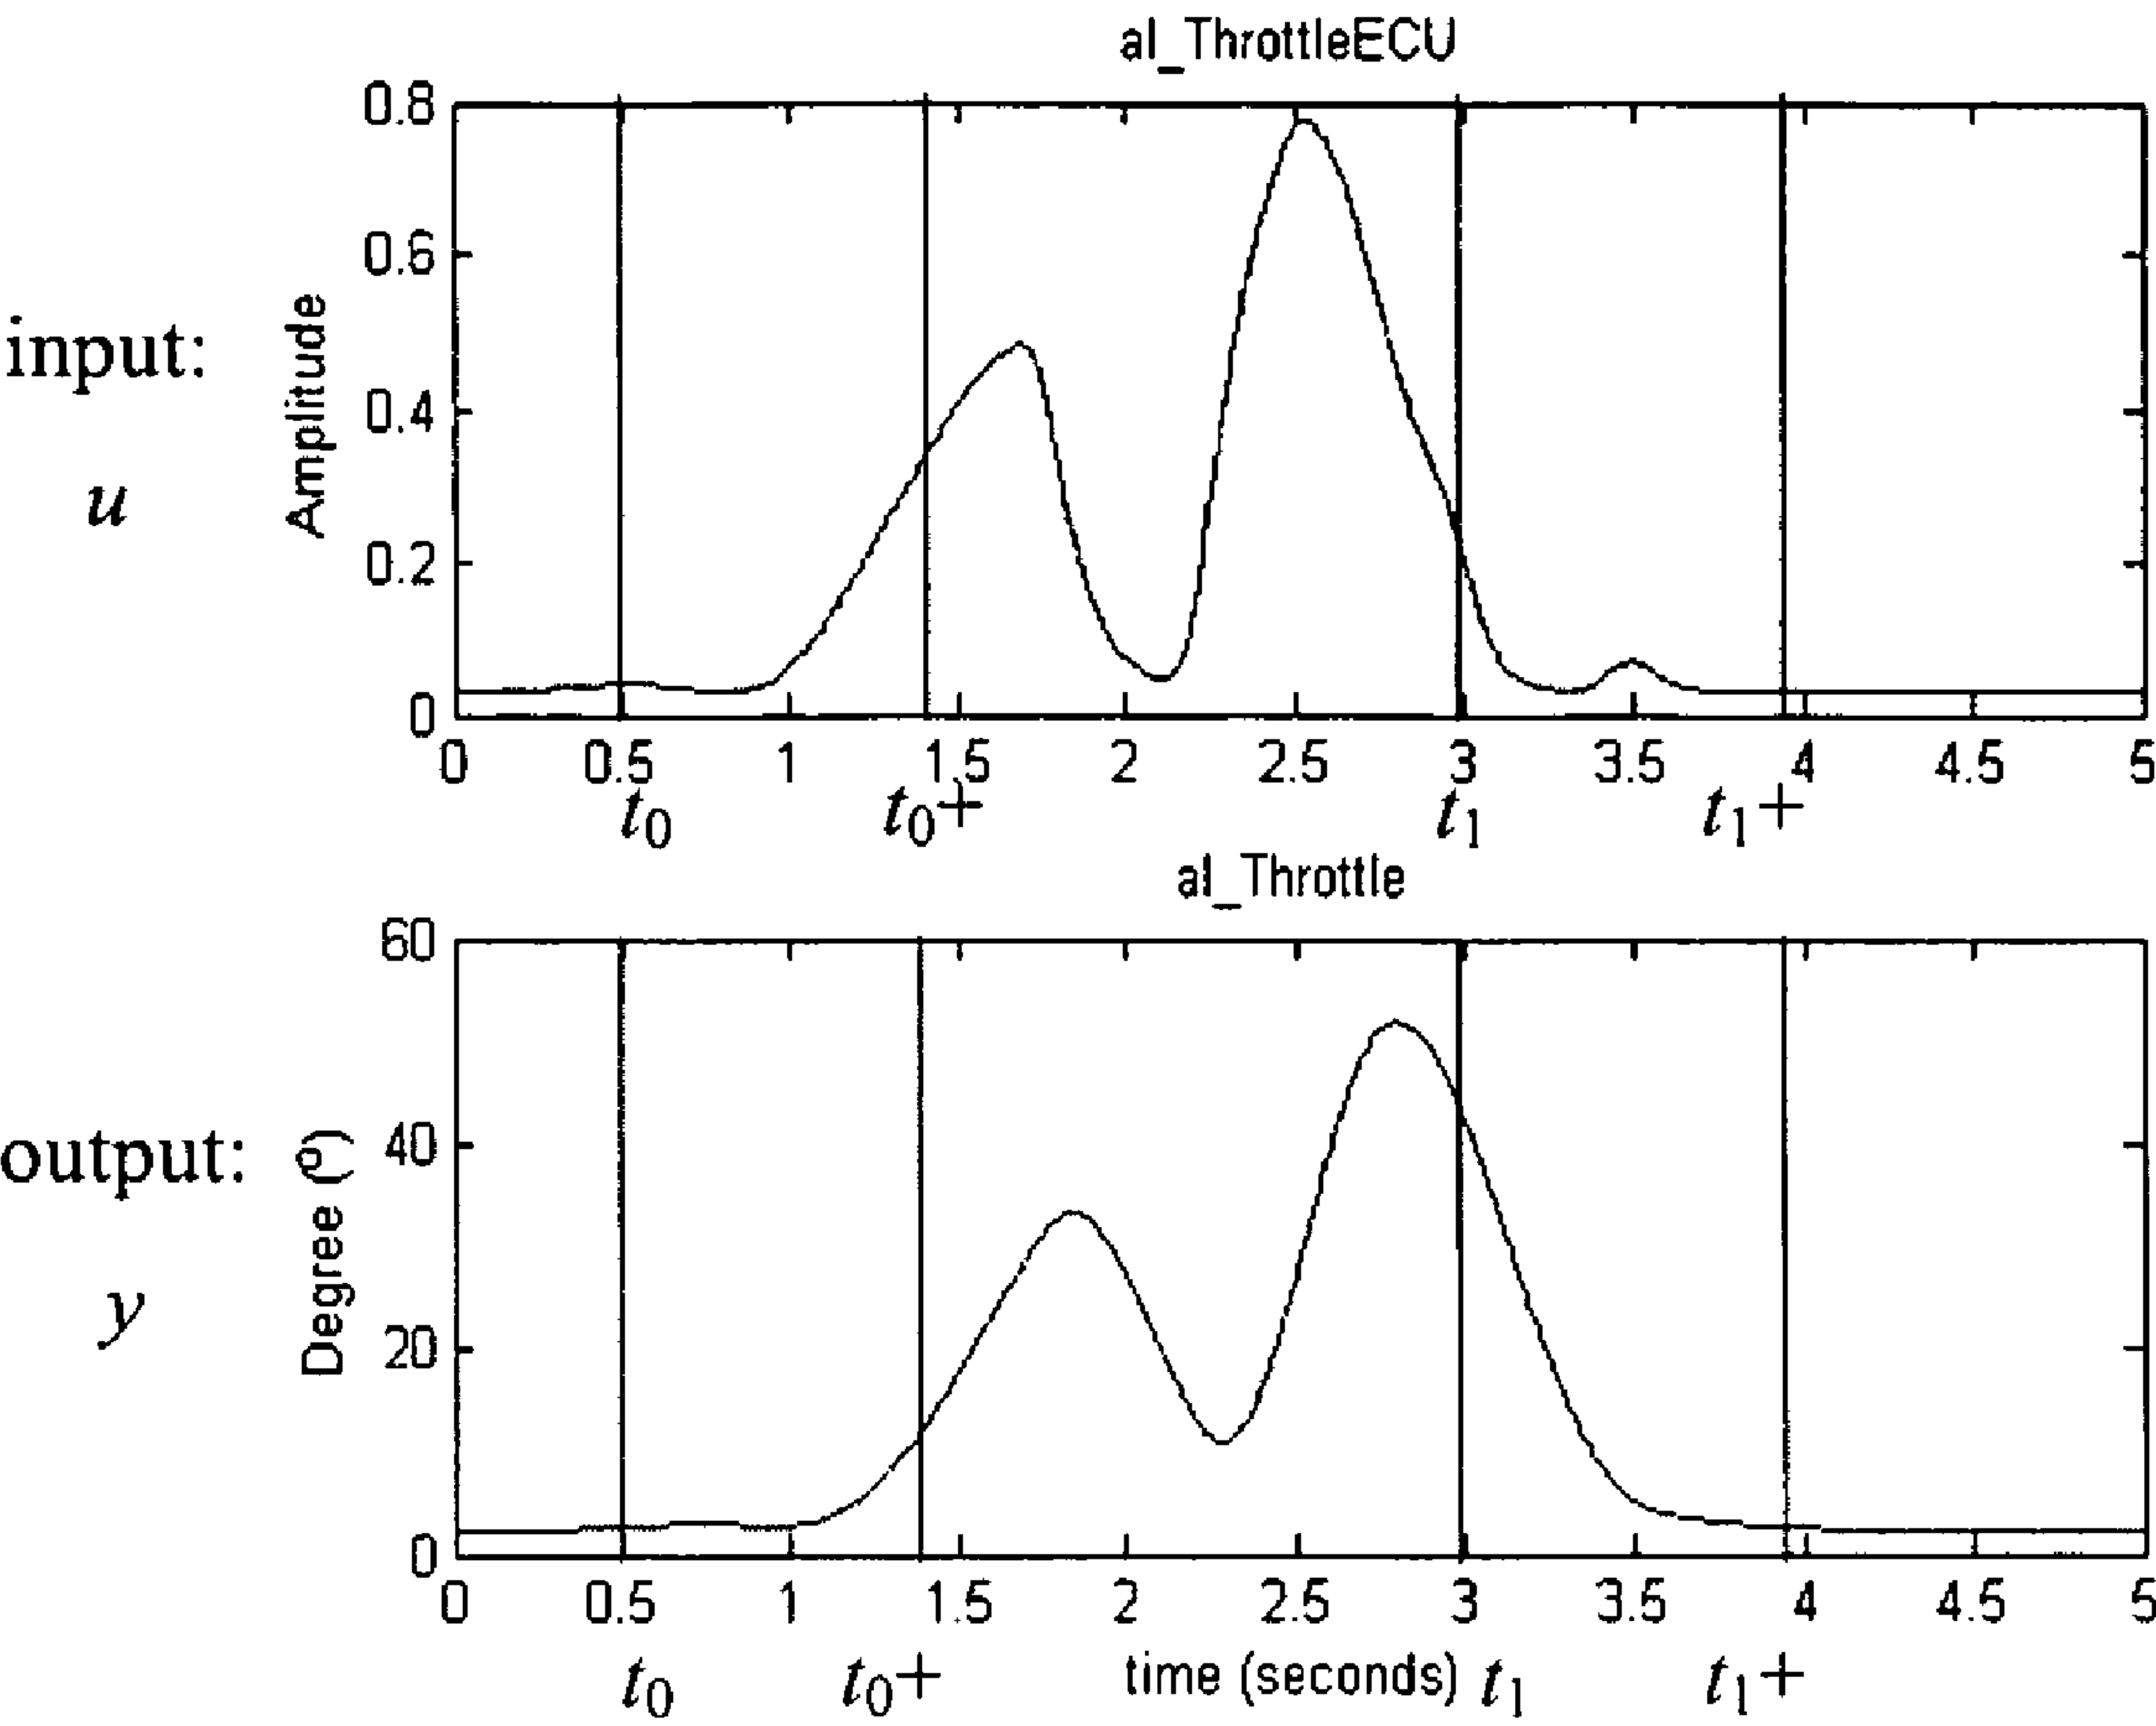 al_ThrottleECU
0.8
0.6
0.4
0.2
0
Amplitude
input:
u
0 0.5 1 1.5 2 2.5 3 3.5 4 4.5 5
t0 t0+ t1 t1+
al_Throttle
60
40
20
0
Degree (°)
output:
y
0 0.5 1 1.5 2 2.5 3 3.5 4 4.5 5
t0 t0+ time (seconds) t1 t1+